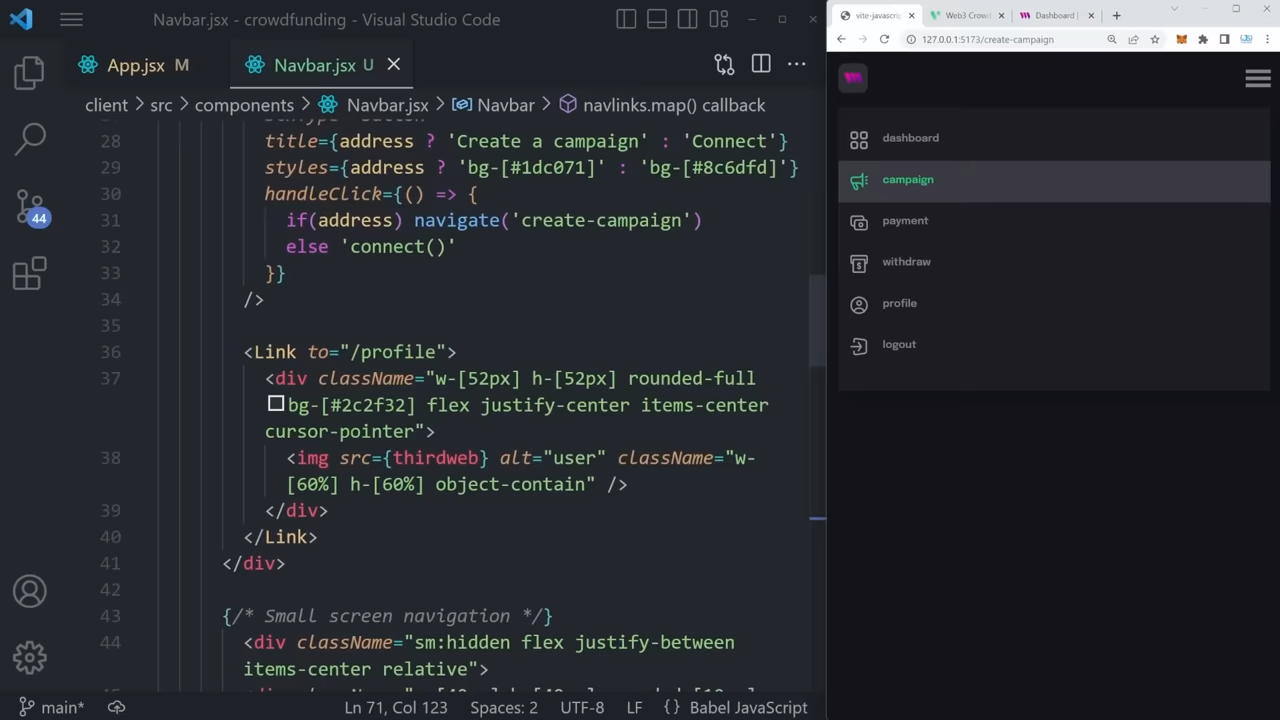 Navbar.jsx - crowdfunding - Visual Studio Code
App.jsx M
Navbar.jsx U
client > src > components > Navbar.jsx > Navbar > navlinks.map() callback
28 title={address ? 'Create a campaign' : 'Connect'}
29 styles={address ? 'bg-[#1dc071]' : 'bg-[#8c6dfd]'}
30 handleClick={() => {
31 if(address) navigate('create-campaign')
32 else 'connect()'
33 }}
34 />
35
36 <Link to="/profile">
37 <div className="w-[52px] h-[52px] rounded-full
bg-[#2c2f32] flex justify-center items-center
cursor-pointer">
38 <img src={thirdweb} alt="user" className="w-
[60%] h-[60%] object-contain" />
39 </div>
40 </Link>
41 </div>
42
43 {/* Small screen navigation */}
44 <div className="sm:hidden flex justify-between
items-center relative">
44
main*
Ln 71, Col 123
Spaces: 2
UTF-8
LF
{} Babel JavaScript
vite-javascri
Web3 Crow
Dashboard |
127.0.0.1:5173/create-campaign
dashboard
campaign
payment
withdraw
profile
logout